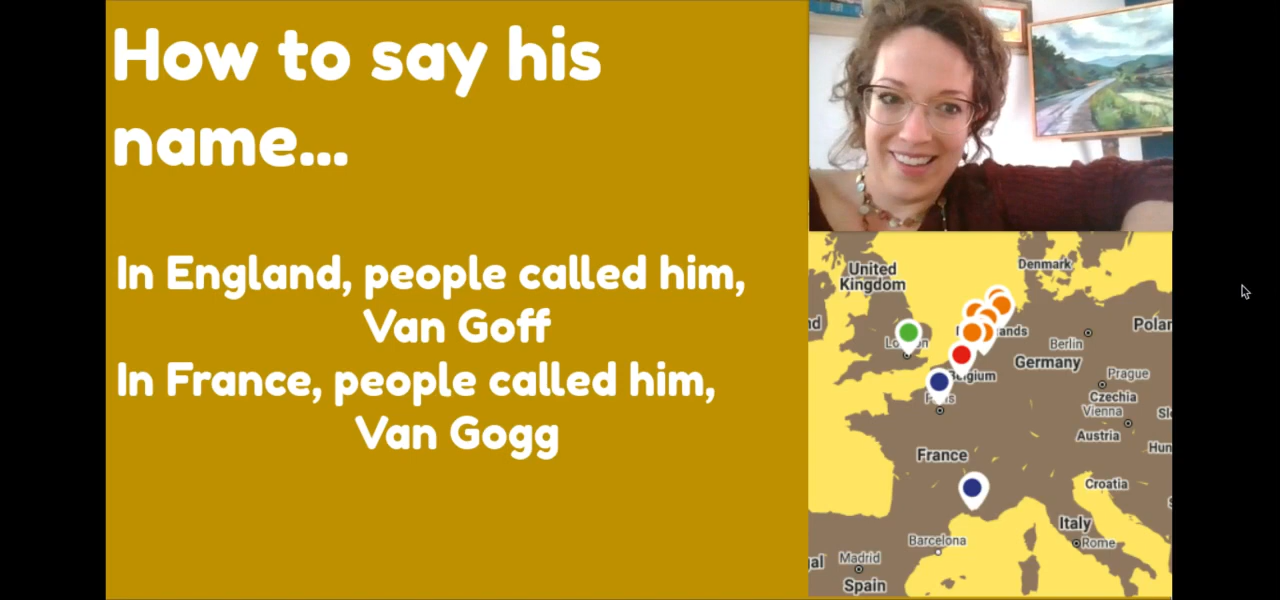 How to say his
name...
In England, people called him,
Van Goff
In France, people called him,
Van Gogg
United
Kingdom
Denmark
London
Berlin
Germany
Belgium
Prague
Czechia
Vienna
Austria
France
Croatia
Italy
Rome
Barcelona
Madrid
Spain